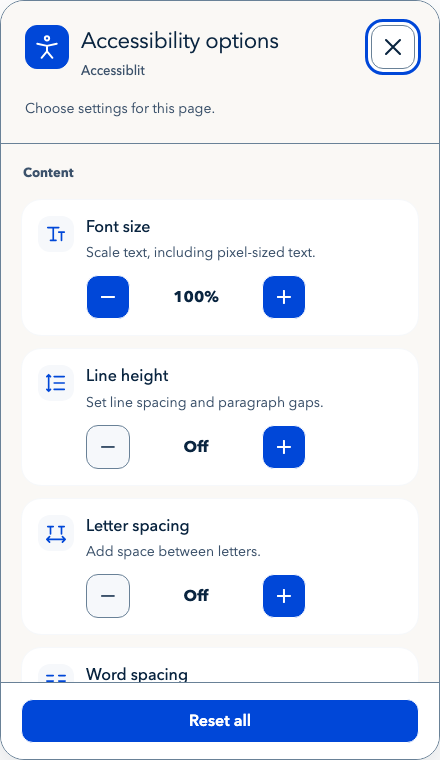 Accessibility options
Accessiblit
Choose settings for this page.
Content
Font size
Scale text, including pixel-sized text.
100%
Line height
Set line spacing and paragraph gaps.
Off
Letter spacing
Add space between letters.
Off
Word spacing
Reset all